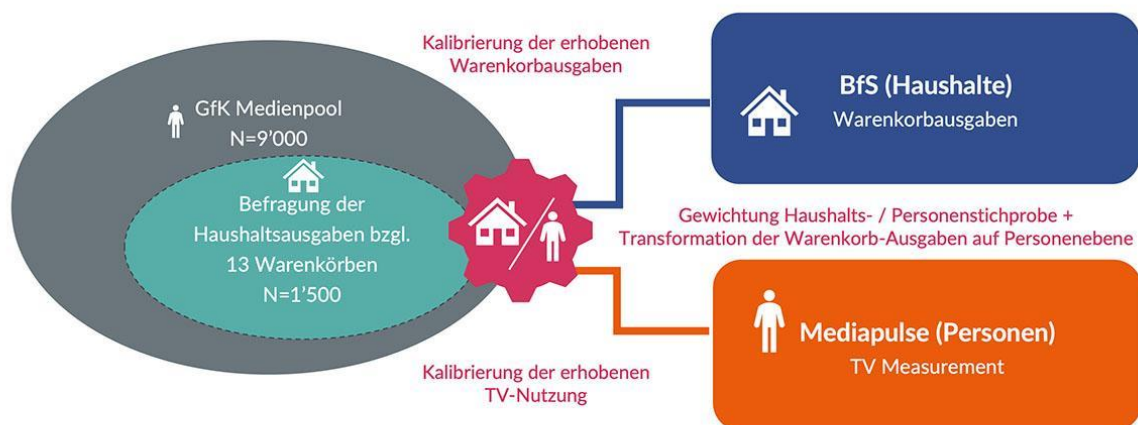 Kalibrierung der erhobenen
Warenkorbausgaben
GfK Medienpool
N=9’000
Befragung der
Haushaltsausgaben bzgl.
13 Warenkörben
N=1’500
BfS (Haushalte)
Warenkorbausgaben
Gewichtung Haushalts- / Personenstichprobe +
Transformation der Warenkorb-Ausgaben auf Personenebene
Mediapulse (Personen)
TV Measurement
Kalibrierung der erhobenen
TV-Nutzung